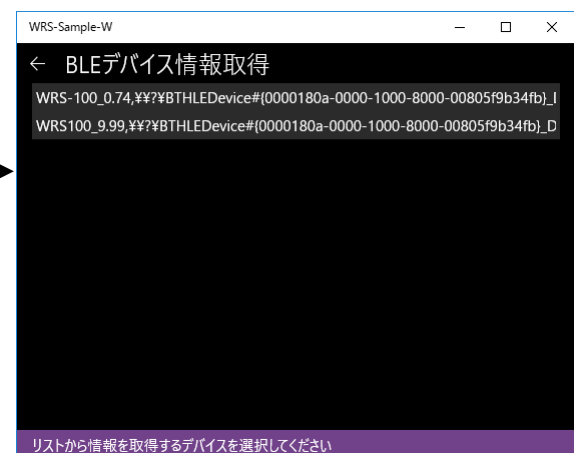 WRS-Sample-W
← BLEデバイス情報取得
WRS-100_0.74,¥¥?¥BTHLEDevice#{0000180a-0000-1000-8000-00805f9b34fb}_
WRS100_9.99,¥¥?¥BTHLEDevice#{0000180a-0000-1000-8000-00805f9b34fb}_D
リストから情報を取得するデバイスを選択してください